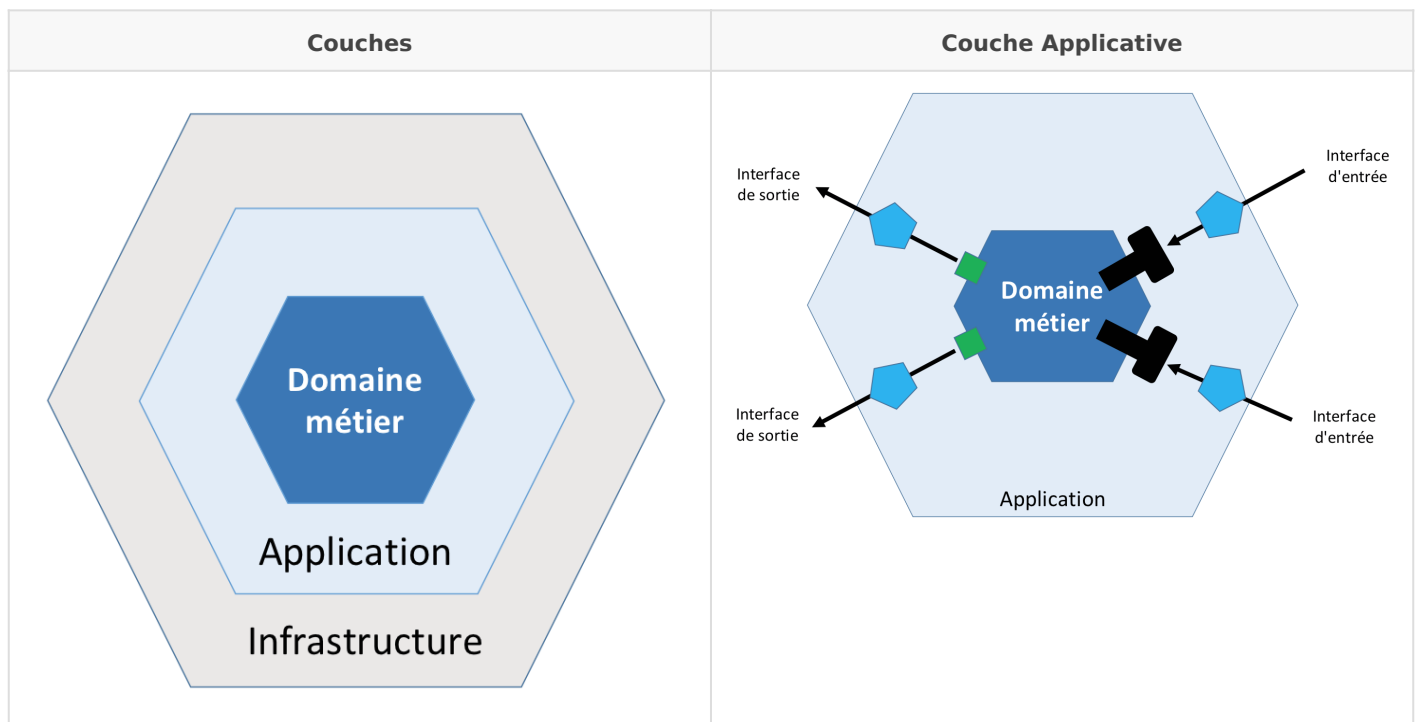 Couches
Couche Applicative
Domaine
métier
Application
Infrastructure
Interface
de sortie
Interface
d'entrée
Domaine
métier
Interface
de sortie
Interface
d'entrée
Application